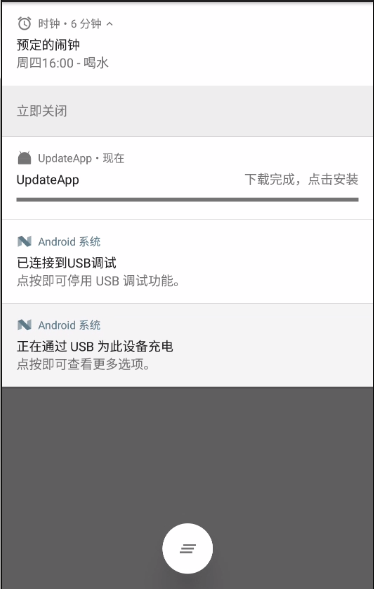 时钟 • 6 分钟
预定的闹钟
周四16:00 - 喝水
立即关闭
UpdateApp • 现在
UpdateApp 下载完成，点击安装
Android 系统
已连接到USB调试
点按即可停用 USB 调试功能。
Android 系统
正在通过 USB 为此设备充电
点按即可查看更多选项。